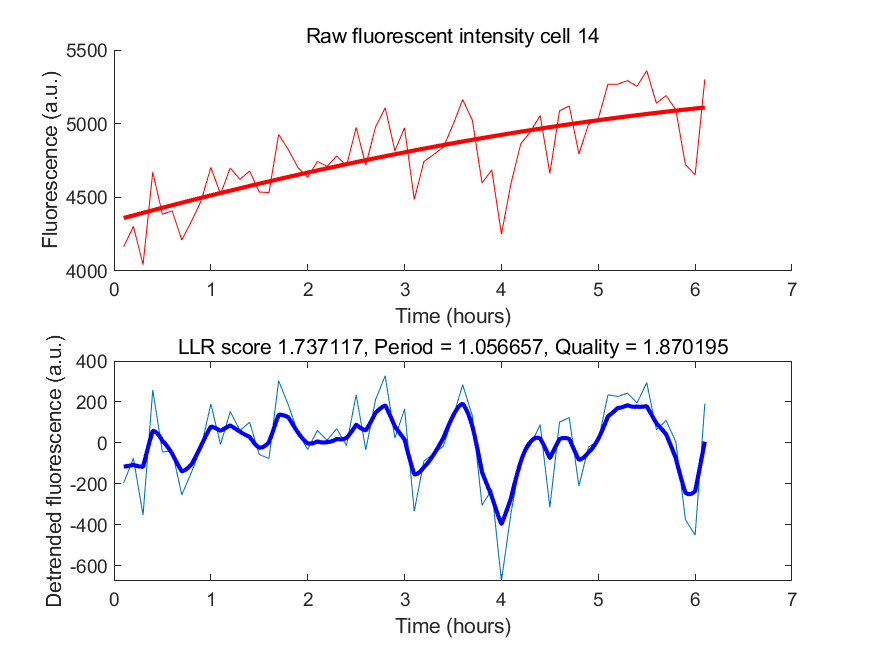 Raw fluorescent intensity cell 14
Fluorescence (a.u.)
5500
5000
4500
4000
0 1 2 3 4 5 6 7
Time (hours)
LLR score 1.737117, Period = 1.056657, Quality = 1.870195
Detrended fluorescence (a.u.)
400
200
0
-200
-400
-600
0 1 2 3 4 5 6 7
Time (hours)